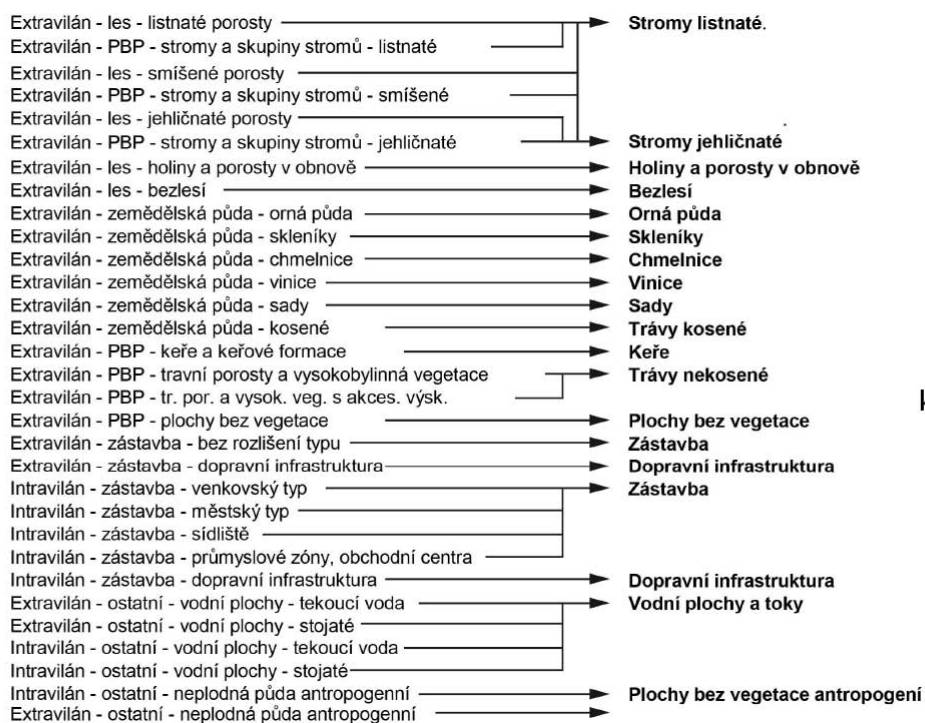 Extravilán - les - listnaté porosty Stromy listnaté.
Extravilán - PBP - stromy a skupiny stromů - listnaté
Extravilán - les - smíšené porosty
Extravilán - PBP - stromy a skupiny stromů - smíšené
Extravilán - les - jehličnaté porosty
Extravilán - PBP - stromy a skupiny stromů - jehličnaté Stromy jehličnaté
Extravilán - les - holiny a porosty v obnově Holiny a porosty v obnově
Extravilán - les - bezlesí Bezlesí
Extravilán - zemědělská půda - orná půda Orná půda
Extravilán - zemědělská půda - skleníky Skleníky
Extravilán - zemědělská půda - chmelnice Chmelnice
Extravilán - zemědělská půda - vinice Vinice
Extravilán - zemědělská půda - sady Sady
Extravilán - zemědělská půda - kosené Trávy kosené
Extravilán - PBP - keře a keřové formace Keře
Extravilán - PBP - travní porosty a vysokobylinná vegetace Trávy nekosené
Extravilán - PBP - tr. por. a vysok. veg. s akces. výsk.
Extravilán - PBP - plochy bez vegetace Plochy bez vegetace
Extravilán - zástavba - bez rozlišení typu Zástavba
Extravilán - zástavba - dopravní infrastruktura Dopravní infrastruktura
Intravilán - zástavba - venkovský typ Zástavba
Intravilán - zástavba - městský typ
Intravilán - zástavba - sídliště
Intravilán - zástavba - průmyslové zóny, obchodní centra
Intravilán - zástavba - dopravní infrastruktura Dopravní infrastruktura
Extravilán - ostatní - vodní plochy - tekoucí voda Vodní plochy a toky
Extravilán - ostatní - vodní plochy - stojaté
Intravilán - ostatní - vodní plochy - tekoucí voda
Intravilán - ostatní - vodní plochy - stojaté
Intravilán - ostatní - neplodná půda antropogenní Plochy bez vegetace antropogení
Extravilán - ostatní - neplodná půda antropogenní